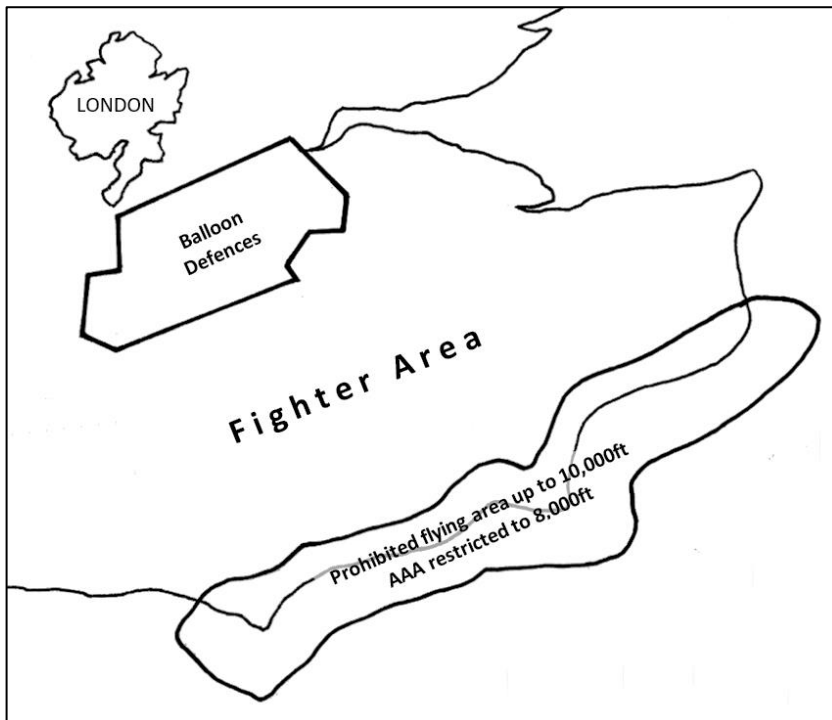 LONDON
Balloon
Defences
Fighter Area
Prohibited flying area up to 10,000ft
AAA restricted to 8,000ft